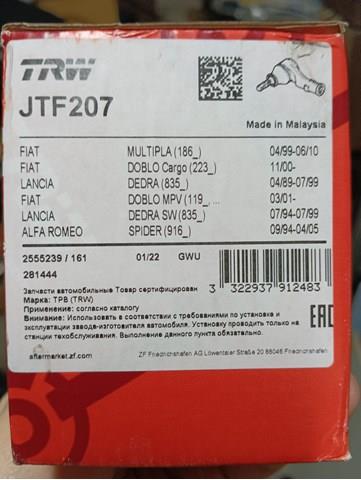 TRW
JTF207
Made in Malaysia
FIAT MULTIPLA (186_) 04/99-06/10
FIAT DOBLO Cargo (223_) 11/00-
LANCIA DEDRA (835_) 04/89-07/99
FIAT DOBLO MPV (119_, ... 03/01-
LANCIA DEDRA SW (835_) 07/94-07/99
ALFA ROMEO SPIDER (916_) 09/94-04/05
2555239 / 161 01/22 GWU
281444
3 322937 912483
Запчасти автомобильные Товар сертифицирован
Марка: ТРВ (TRW)
Применение: согласно каталогу
Внимание: Использовать в соответствии с требованиями по установке и
эксплуатации завода-изготовителя автомобиля. Установку проводить только на
станции техобслуживания. Выполнение данного пункта обязательно.
EAC
aftermarket.zf.com ZF Friedrichshafen AG Löwentaler Straße 20 88046 Friedrichshafen